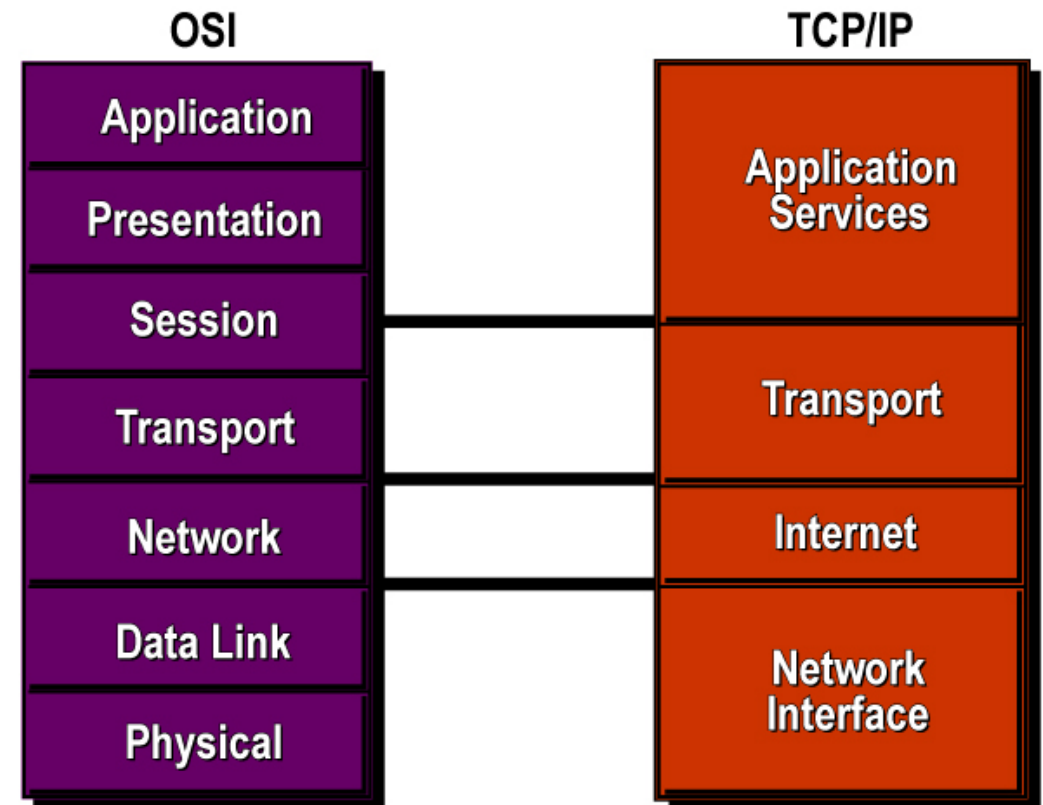 OSI
Application
Presentation
Session
Transport
Network
Data Link
Physical
TCP/IP
Application
Services
Transport
Internet
Network
Interface